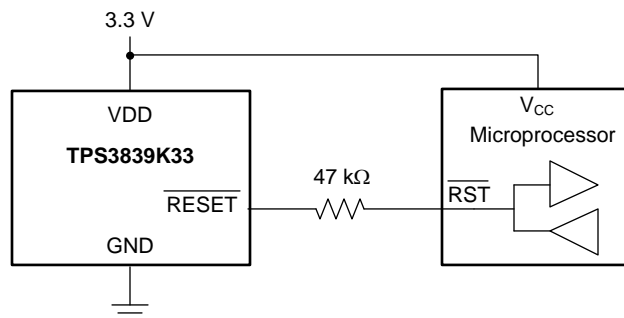 3.3 V
VDD
TPS3839K33
RESET
GND
47 kΩ
VCC
Microprocessor
RST